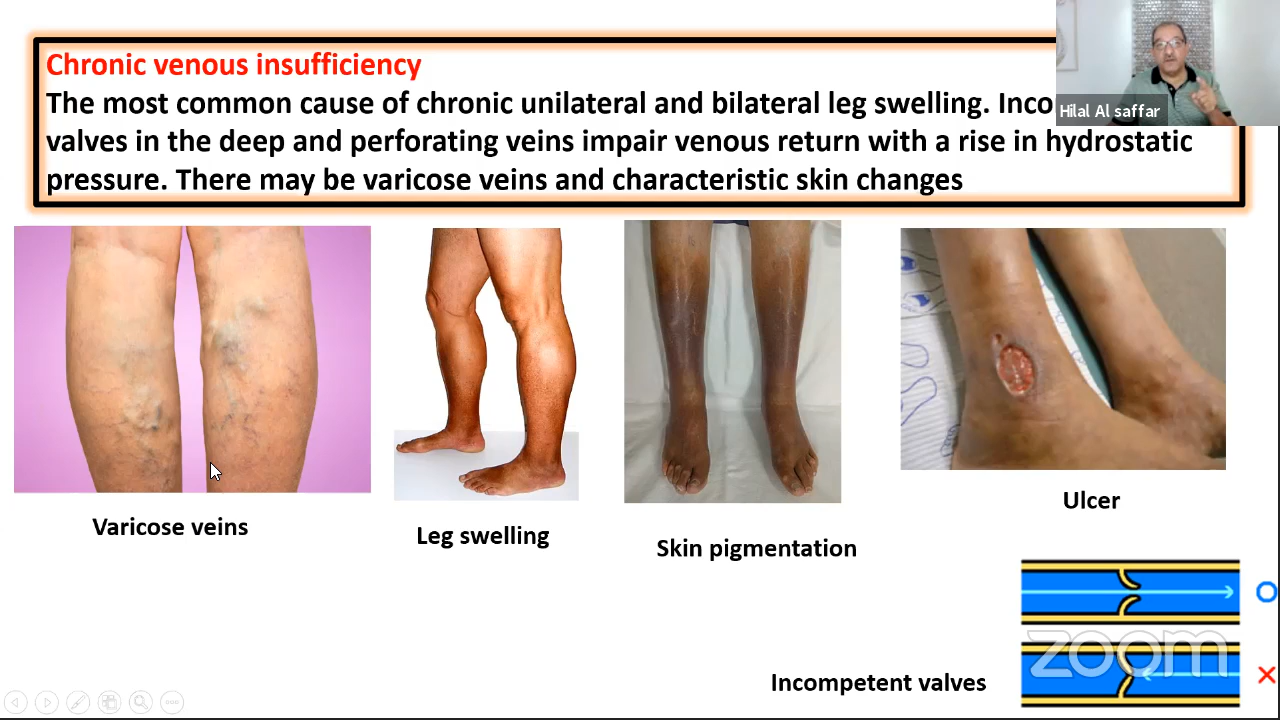 Chronic venous insufficiency
The most common cause of chronic unilateral and bilateral leg swelling.
Hilal Al saffar
valves in the deep and perforating veins impair venous return with a rise in hydrostatic
pressure. There may be varicose veins and characteristic skin changes
Varicose veins
Leg swelling
Skin pigmentation
Ulcer
Incompetent valves
zoom